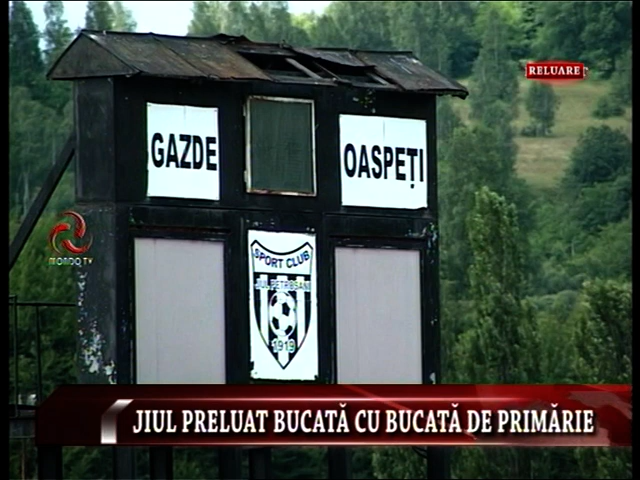 RELUARE
GAZDE
OASPEȚI
MONDO TV
SPORT CLUB
JIUL PETROȘANI
1919
JIUL PRELUAT BUCATĂ CU BUCATĂ DE PRIMĂRIE